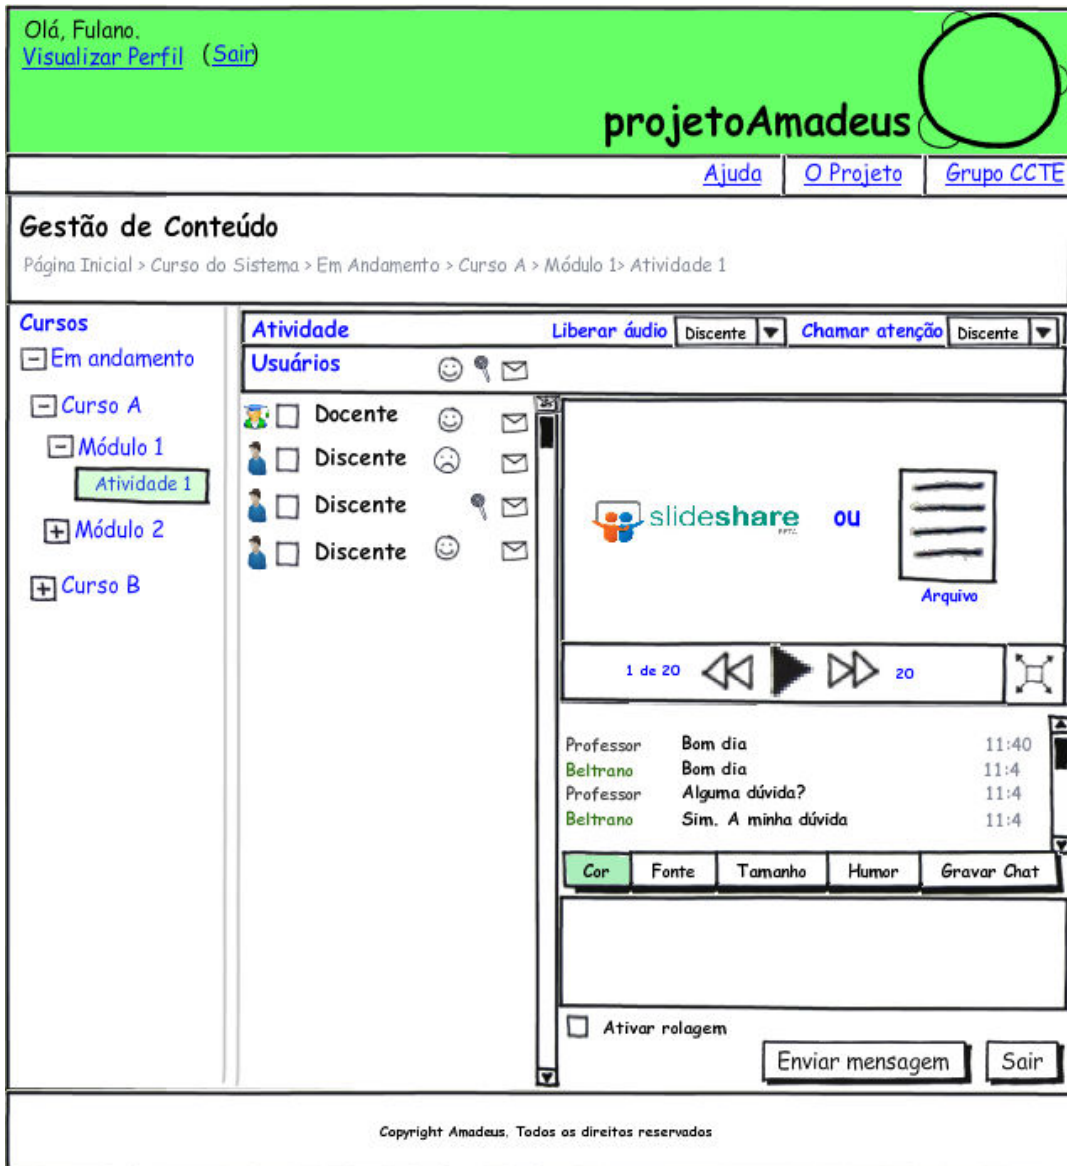 Olá, Fulano.
Visualizar Perfil (Sair)
projetoAmadeus
Ajuda O Projeto Grupo CCTE
Gestão de Conteúdo
Página Inicial > Curso do Sistema > Em Andamento > Curso A > Módulo 1> Atividade 1
Cursos
Em andamento
Curso A
Módulo 1
Atividade 1
Módulo 2
Curso B
Atividade Liberar áudio Discente Chamar atenção Discente
Usuários
Docente
Discente
Discente
Discente
slideshare ou
BETA
Arquivo
1 de 20 20
Professor Bom dia 11:40
Beltrano Bom dia 11:4
Professor Alguma dúvida? 11:4
Beltrano Sim. A minha dúvida 11:4
Cor Fonte Tamanho Humor Gravar Chat
Ativar rolagem
Enviar mensagem Sair
Copyright Amadeus. Todos os direitos reservados